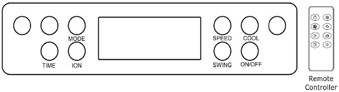 MODE SPEED COOL
TIME ION SWING ON/OFF
Remote
Controller